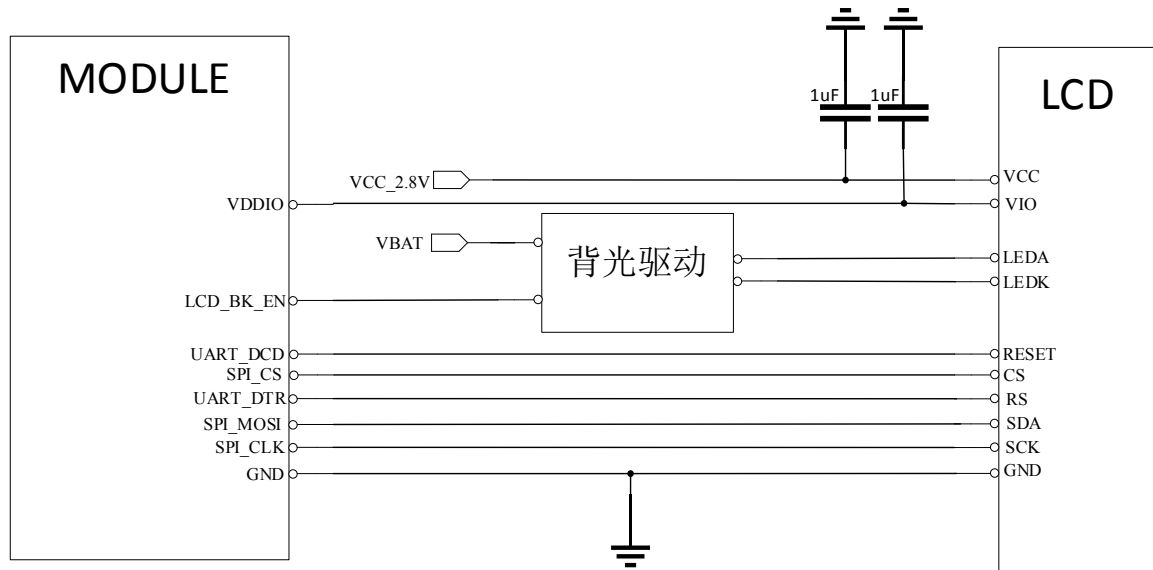 MODULE
LCD
1uF 1uF
VCC_2.8V
VCC
VDDIO
VIO
VBAT
背光驱动
LEDA
LEDK
LCD_BK_EN
UART_DCD
RESET
SPI_CS
CS
UART_DTR
RS
SPI_MOSI
SDA
SPI_CLK
SCK
GND
GND